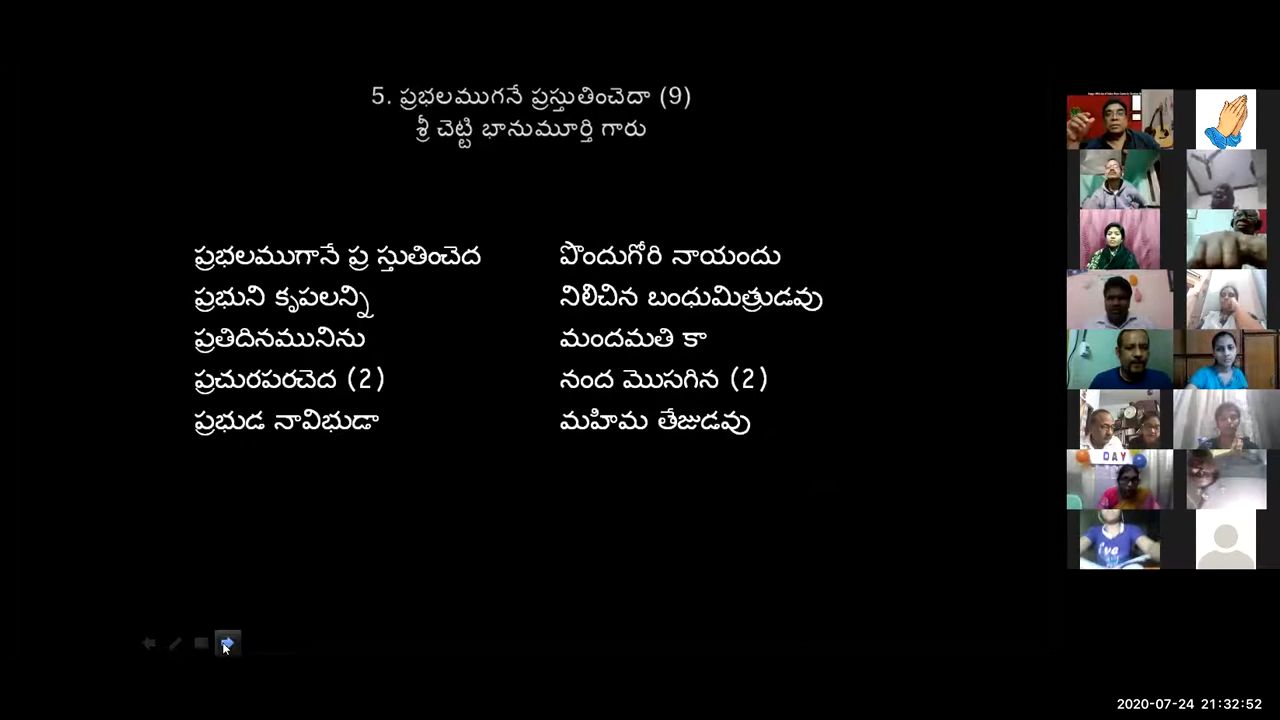 5. ప్రభలముగనే ప్రస్తుతించెదా (9)
శ్రీ చెట్టి భానుమూర్తి గారు
ప్రభలముగానే ప్ర స్తుతించెద
ప్రభుని కృపలన్ని
ప్రతిదినమునిను
ప్రచురపరచెద (2)
ప్రభుడ నావిభుడా
పొందుగోరి నాయందు
నిలిచిన బంధుమిత్రుడవు
మందమతి కా
నంద మొసగిన (2)
మహిమ తేజుడవు
DAY
2020-07-24 21:32:52